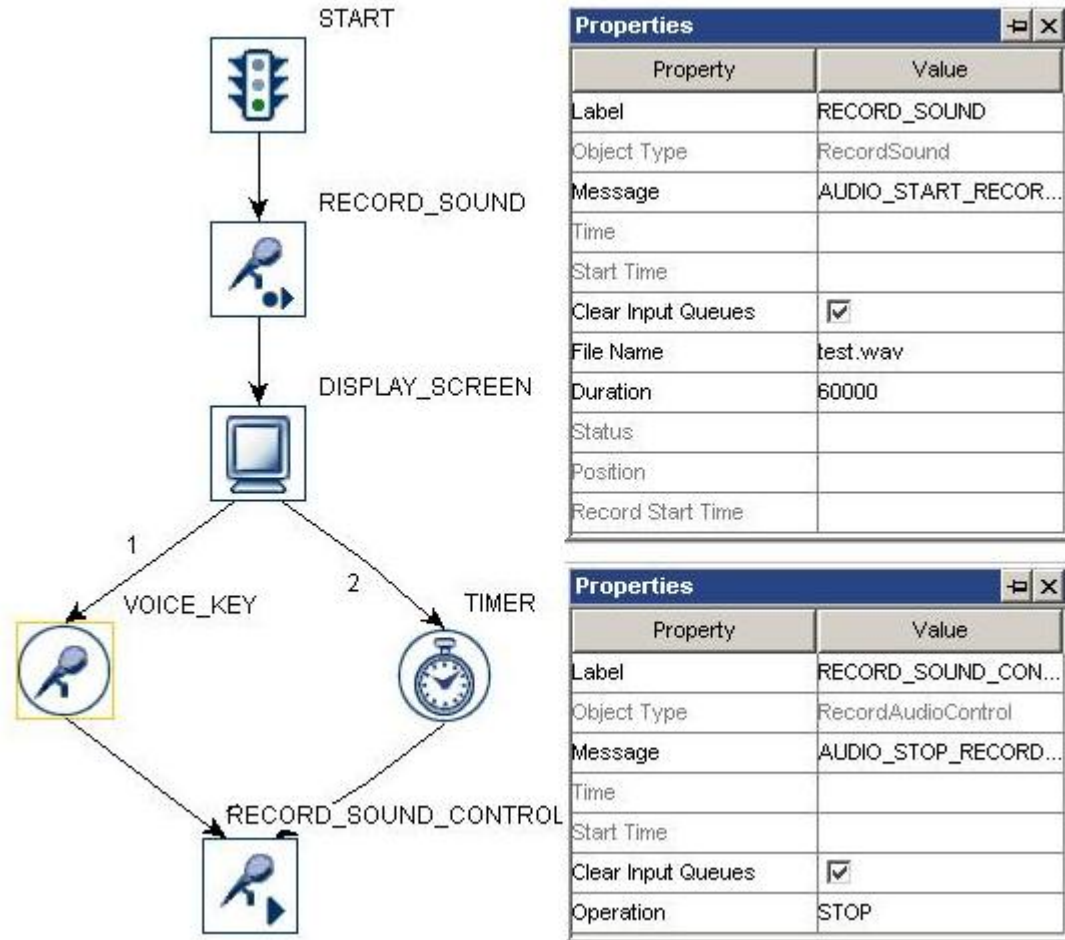 START
RECORD_SOUND
DISPLAY_SCREEN
1
2
VOICE_KEY
TIMER
RECORD_SOUND_CONTROL
Properties
Property Value
Label RECORD_SOUND
Object Type RecordSound
Message AUDIO_START_RECOR...
Time
Start Time
Clear Input Queues
File Name test.wav
Duration 60000
Status
Position
Record Start Time
Properties
Property Value
Label RECORD_SOUND_CON...
Object Type RecordAudioControl
Message AUDIO_STOP_RECORD...
Time
Start Time
Clear Input Queues
Operation STOP